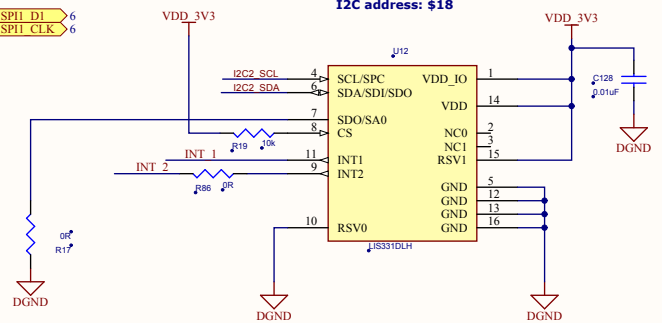 I2C address: $18
SPI1_D1 6
SPI1_CLK 6
VDD_3V3
VDD_3V3
U12
I2C2_SCL 4 SCL/SPC VDD_IO 1
I2C2_SDA 6 SDA/SDI/SDO
C128
0.01uF
VDD 14
7 SDO/SA0
8 CS NC0 2
R19 10k
NC1 3
DGND
INT_1 11 INT1 RSV1 15
INT_2 9 INT2
R86 0R
GND 5
GND 12
GND 13
10 RSV0 GND 16
0R
R17
LIS331DLH
DGND
DGND
DGND